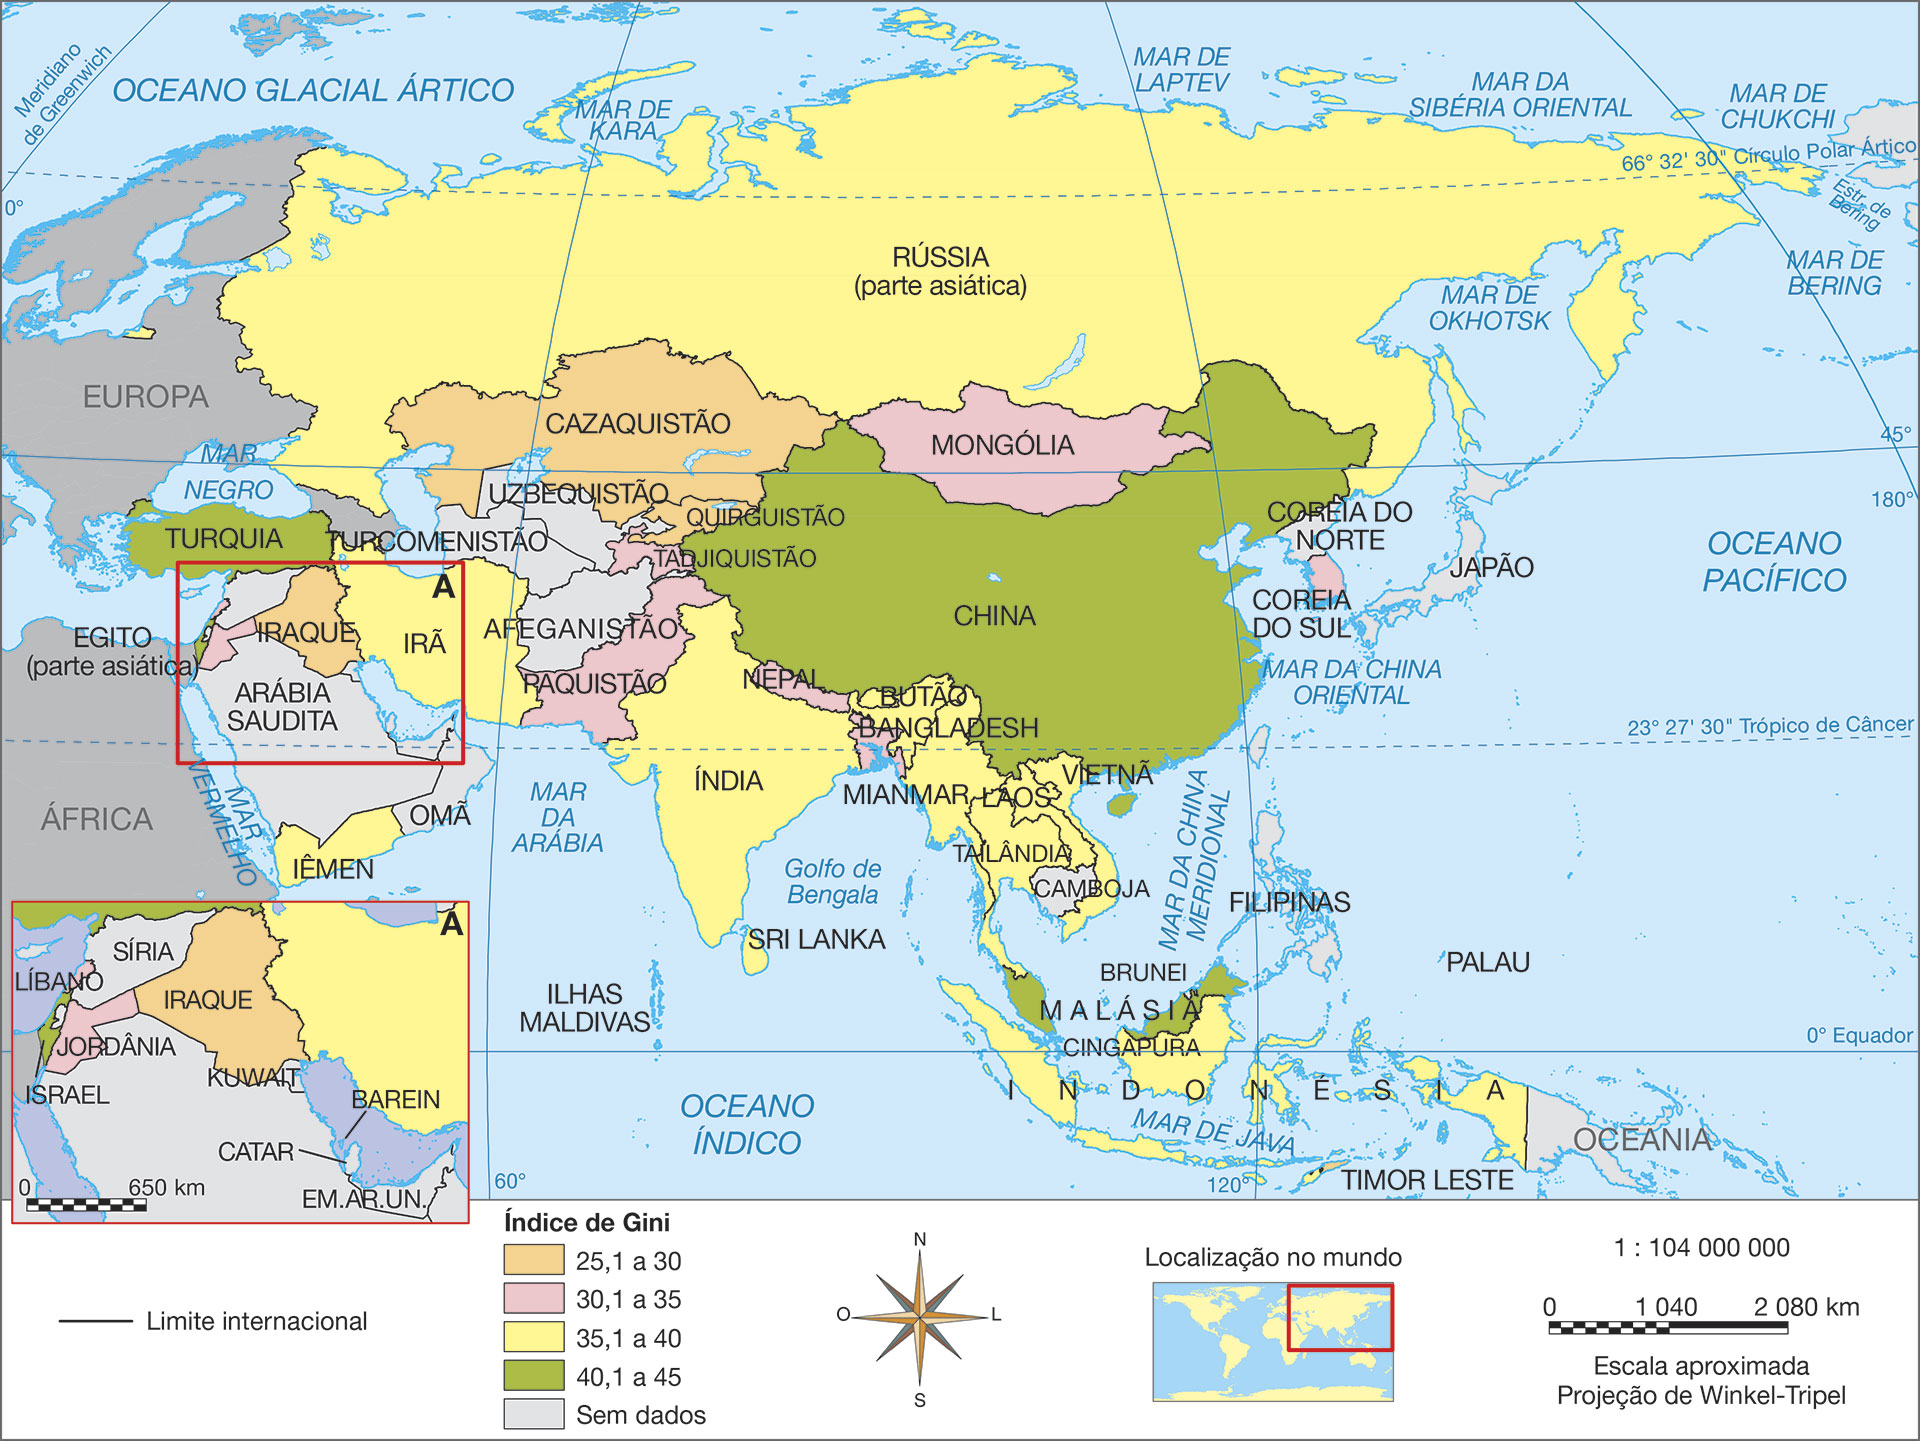 Meridiano
de Greenwich
OCEANO GLACIAL ÁRTICO
MAR DE
KARA
MAR DE
LAPTEV
MAR DA
SIBÉRIA ORIENTAL
MAR DE
CHUKCHI
66° 32' 30" Círculo Polar Ártico
Estr. de
Bering
0°
RÚSSIA
(parte asiática)
MAR DE
BERING
MAR DE
OKHOTSK
EUROPA
CAZAQUISTÃO
MONGÓLIA
45°
MAR
NEGRO
UZBEQUISTÃO
180°
QUIRGUISTÃO
COREIA DO
NORTE
TURQUIA
TURCOMENISTÃO
TADJIQUISTÃO
JAPÃO
OCEANO
PACÍFICO
A
CHINA
COREIA
DO SUL
EGITO
(parte asiática)
IRAQUE
IRÃ
AFEGANISTÃO
MAR DA CHINA
ORIENTAL
PAQUISTÃO
NEPAL
BUTÃO
ARÁBIA
SAUDITA
BANGLADESH
23° 27' 30" Trópico de Câncer
ÍNDIA
VIETNÃ
MIANMAR
LAOS
MAR
VERMELHO
ÁFRICA
OMÃ
MAR
DA
ARÁBIA
MAR DA CHINA
MERIDIONAL
TAILÂNDIA
IÊMEN
Golfo de
Bengala
CAMBOJA
FILIPINAS
SRI LANKA
PALAU
BRUNEI
ILHAS
MALDIVAS
MALÁSIA
CINGAPURA
0° Equador
INDONÉSIA
OCEANO
ÍNDICO
MAR DE JAVA
OCEANIA
TIMOR LESTE
60°
120°
A
SÍRIA
LÍBANO
IRAQUE
JORDÂNIA
KUWAIT
ISRAEL
BAREIN
CATAR
EM.AR.UN.
0 650 km
Índice de Gini
25,1 a 30
30,1 a 35
35,1 a 40
40,1 a 45
Sem dados
Limite internacional
N
O
L
S
Localização no mundo
1 : 104 000 000
0 1 040 2 080 km
Escala aproximada
Projeção de Winkel-Tripel